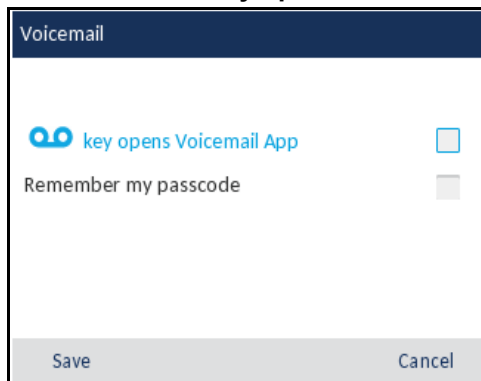 Voicemail
key opens Voicemail App
Remember my passcode
Save Cancel